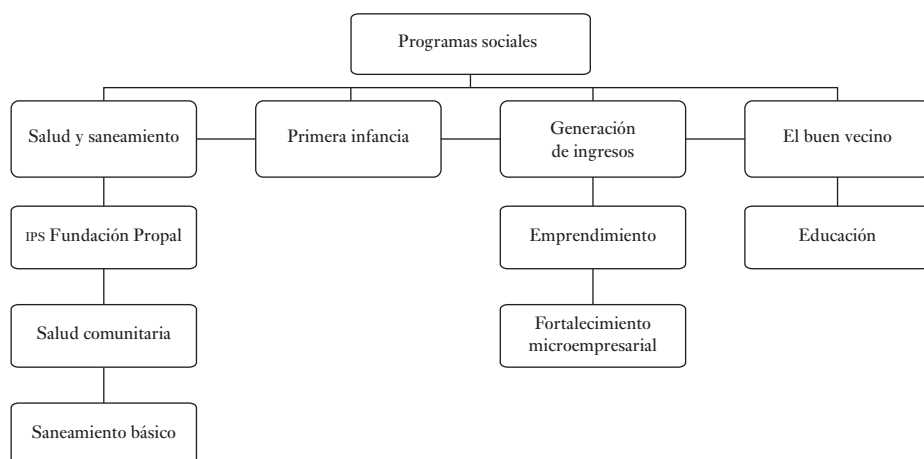 Programas sociales
Salud y saneamiento
Primera infancia
Generación
de ingresos
El buen vecino
IPS Fundación Propal
Emprendimiento
Educación
Salud comunitaria
Fortalecimiento
microempresarial
Saneamiento básico